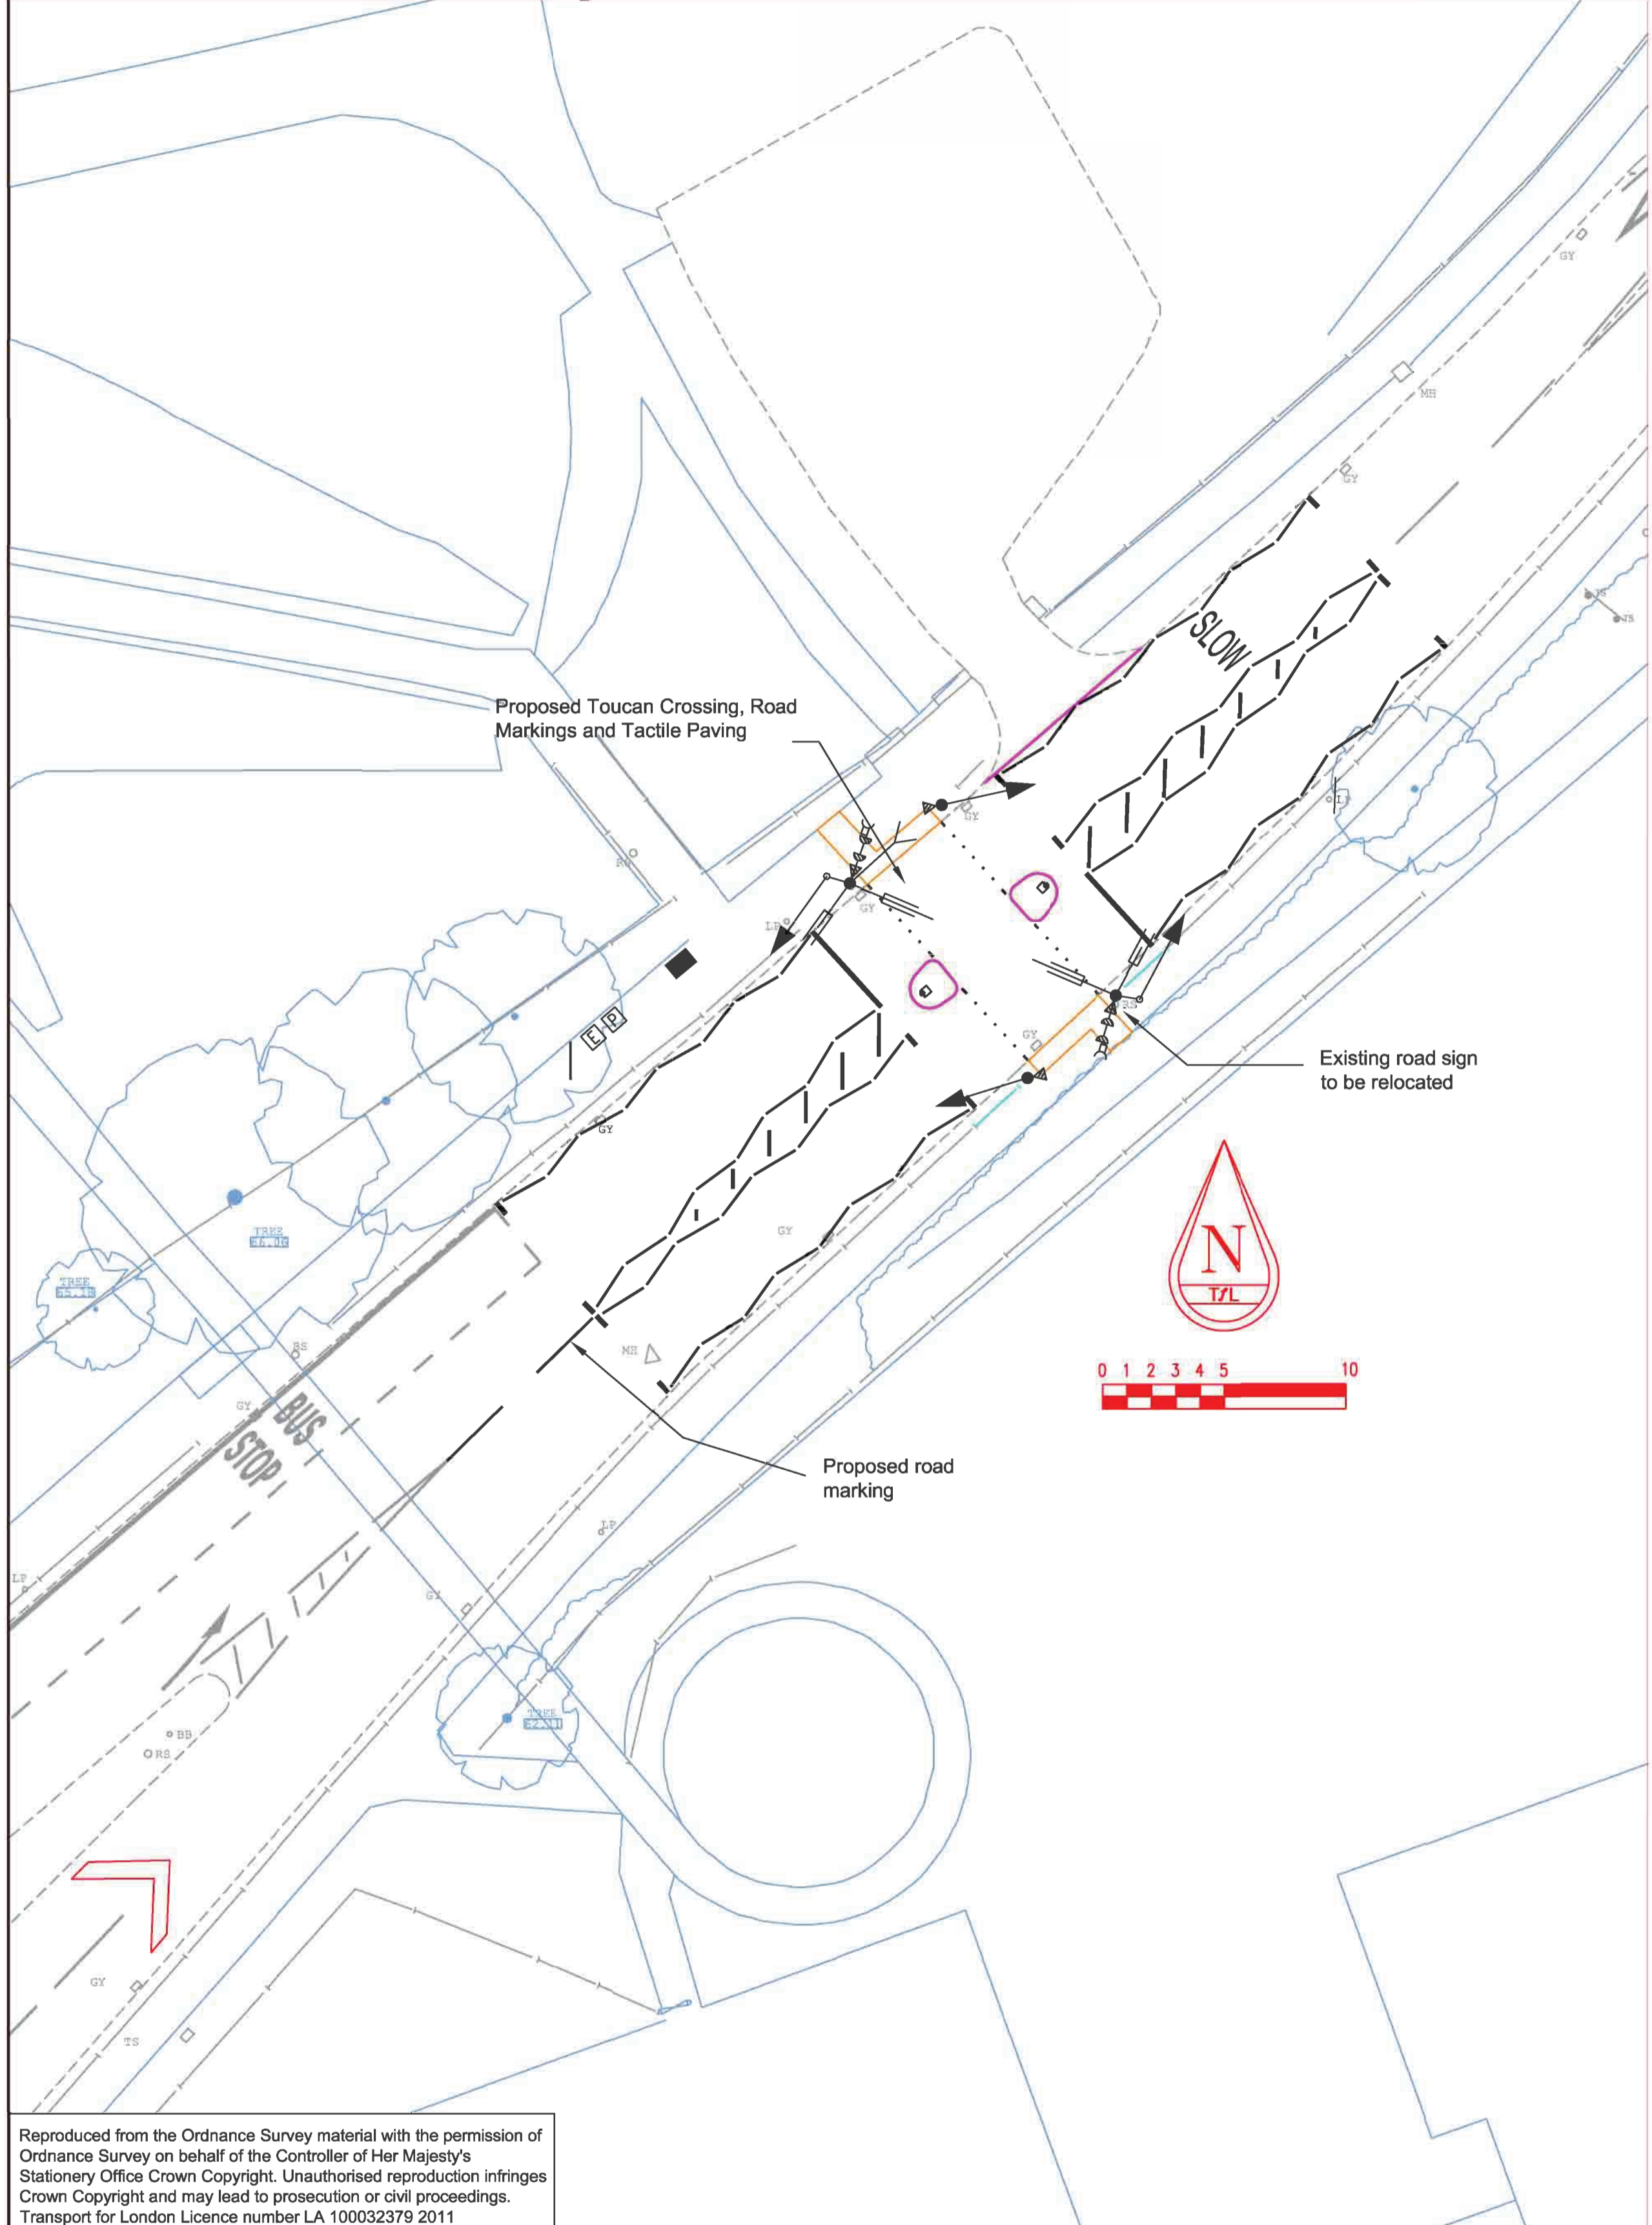 GY
MH
GY
JS
JS
SLOW
Proposed Toucan Crossing, Road
Markings and Tactile Paving
GY
GY
LP
RS
E P
GY
GY
Existing road sign
to be relocated
GY
TREE
TREE
N
TfL
BS
MH
0 1 2 3 4 5 10
GY
BUS
STOP
Proposed road
marking
LP
LP
GY
TREE
BB
RS
GY
TS
Reproduced from the Ordnance Survey material with the permission of
Ordnance Survey on behalf of the Controller of Her Majesty's
Stationery Office Crown Copyright. Unauthorised reproduction infringes
Crown Copyright and may lead to prosecution or civil proceedings.
Transport for London Licence number LA 100032379 2011